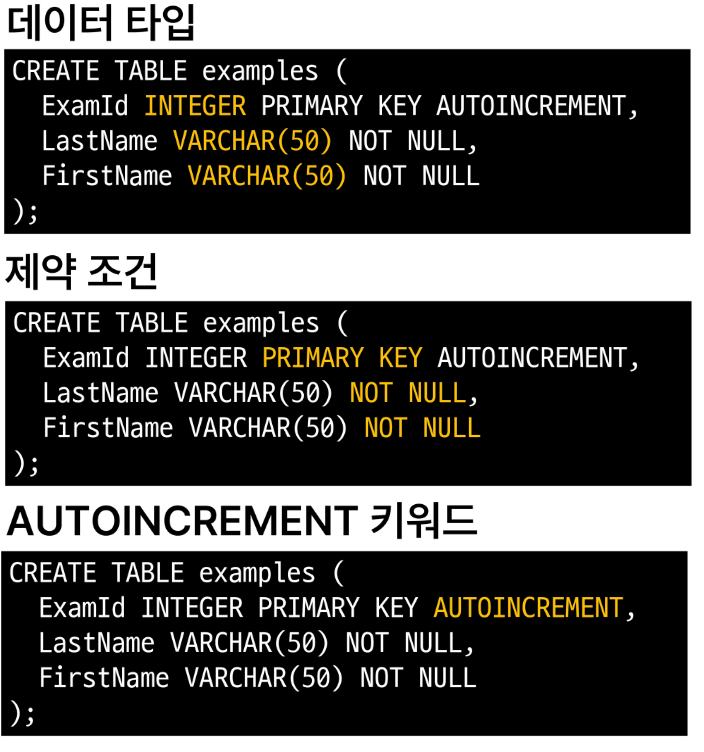 데이터 타입
CREATE TABLE examples (
  ExamId INTEGER PRIMARY KEY AUTOINCREMENT,
  LastName VARCHAR(50) NOT NULL,
  FirstName VARCHAR(50) NOT NULL
);
제약 조건
CREATE TABLE examples (
  ExamId INTEGER PRIMARY KEY AUTOINCREMENT,
  LastName VARCHAR(50) NOT NULL,
  FirstName VARCHAR(50) NOT NULL
);
AUTOINCREMENT 키워드
CREATE TABLE examples (
  ExamId INTEGER PRIMARY KEY AUTOINCREMENT,
  LastName VARCHAR(50) NOT NULL,
  FirstName VARCHAR(50) NOT NULL
);